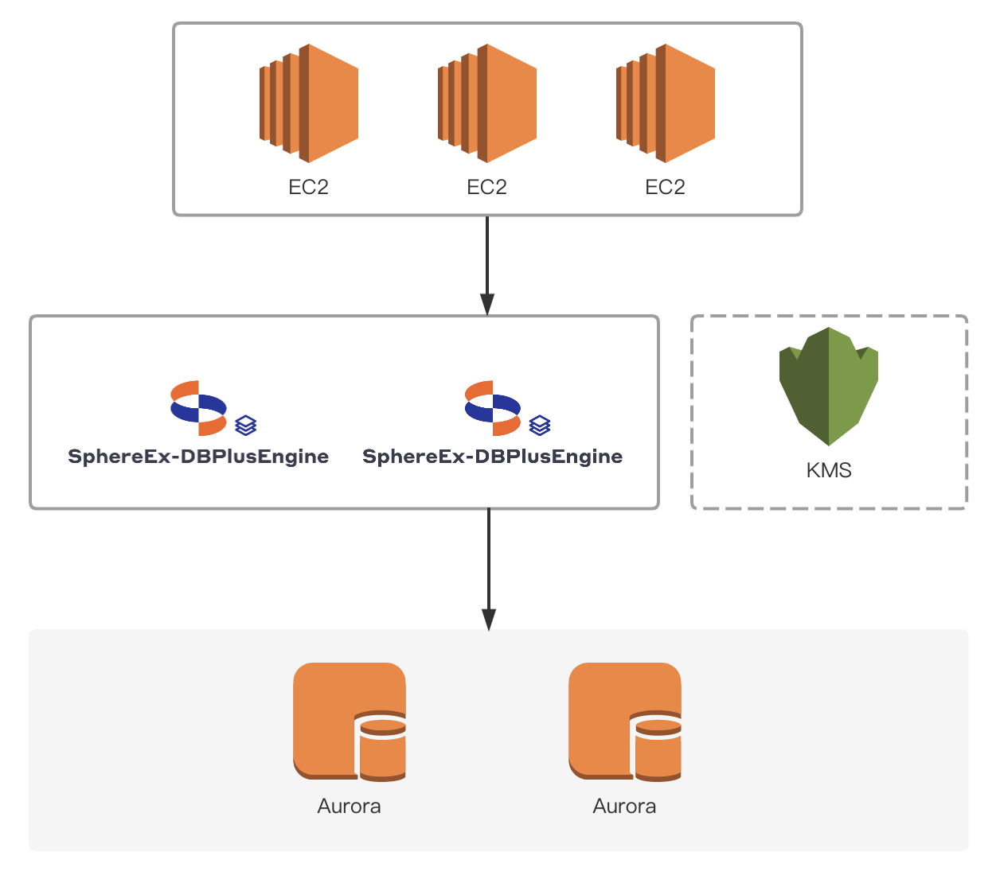 EC2 EC2 EC2
SphereEx-DBPlusEngine SphereEx-DBPlusEngine
KMS
Aurora Aurora